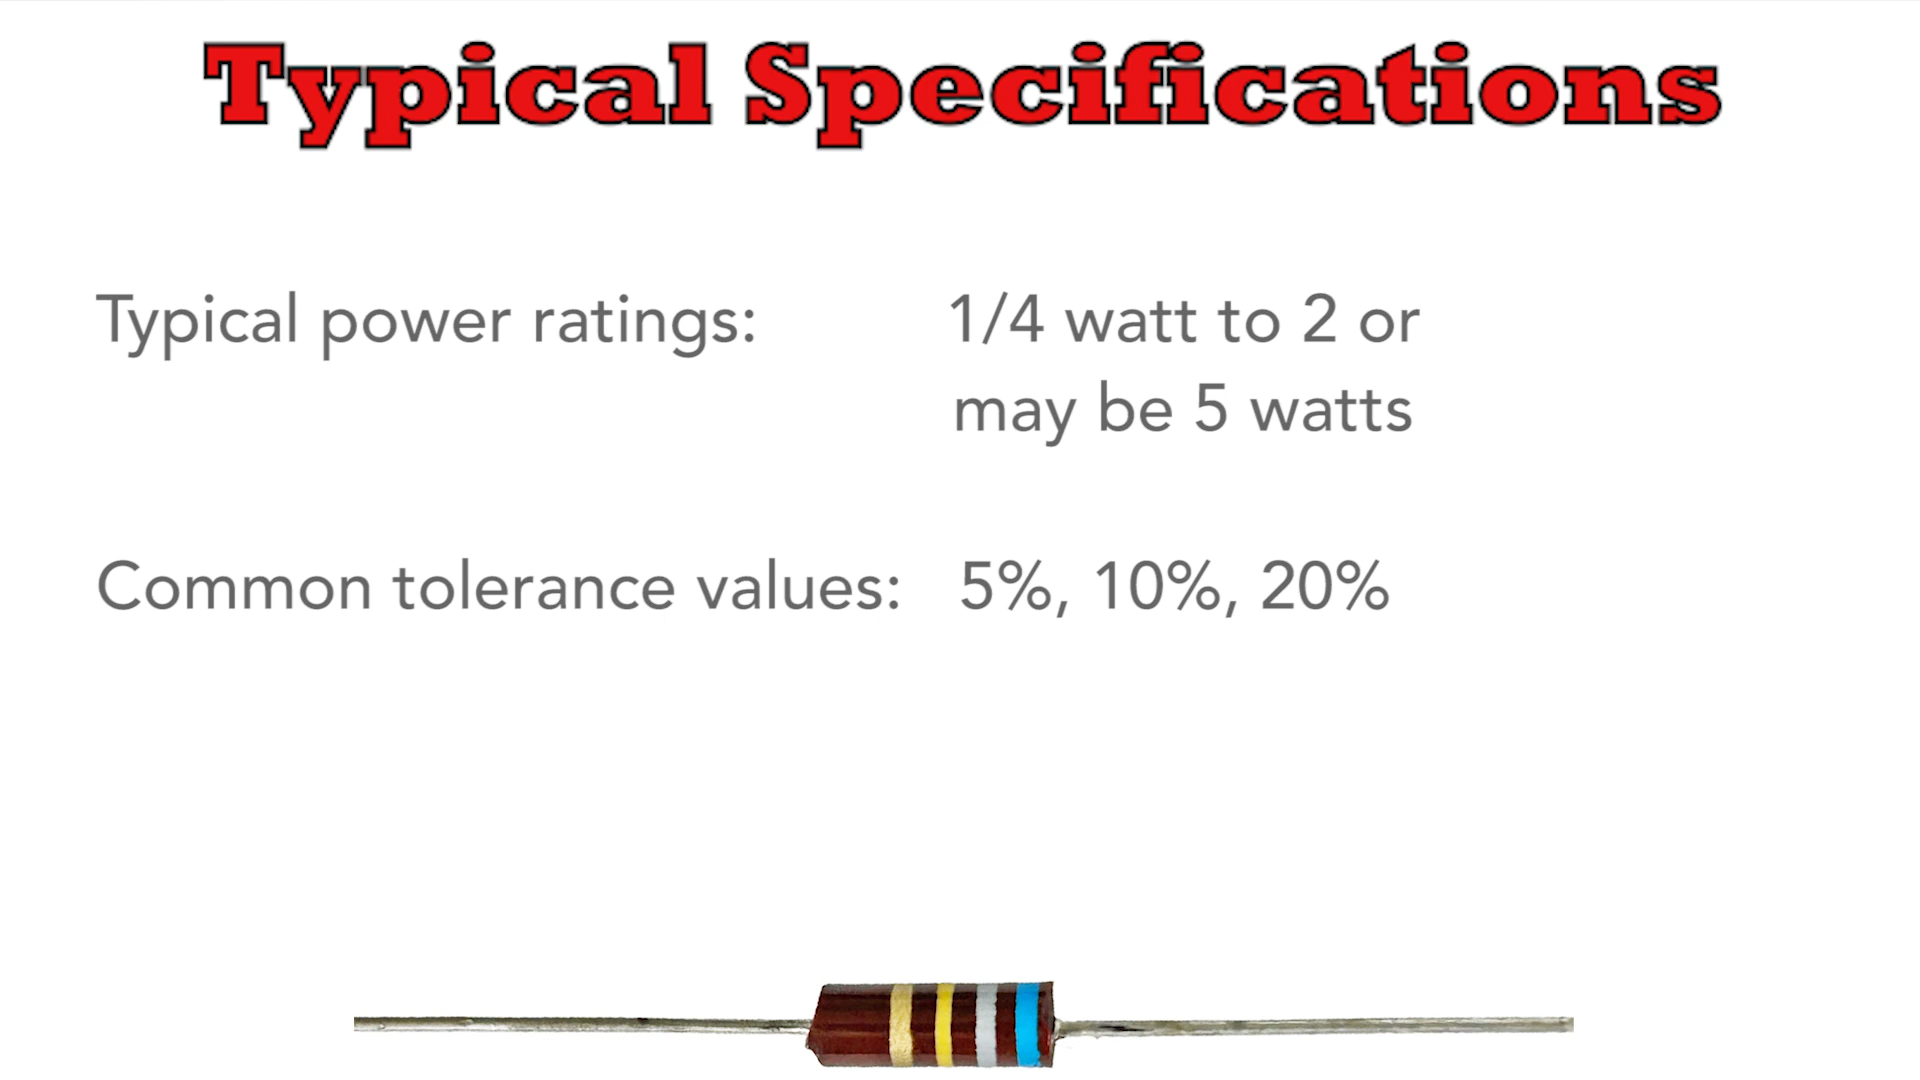 Typical Specifications
Typical power ratings: 1/4 watt to 2 or
may be 5 watts
Common tolerance values: 5%, 10%, 20%